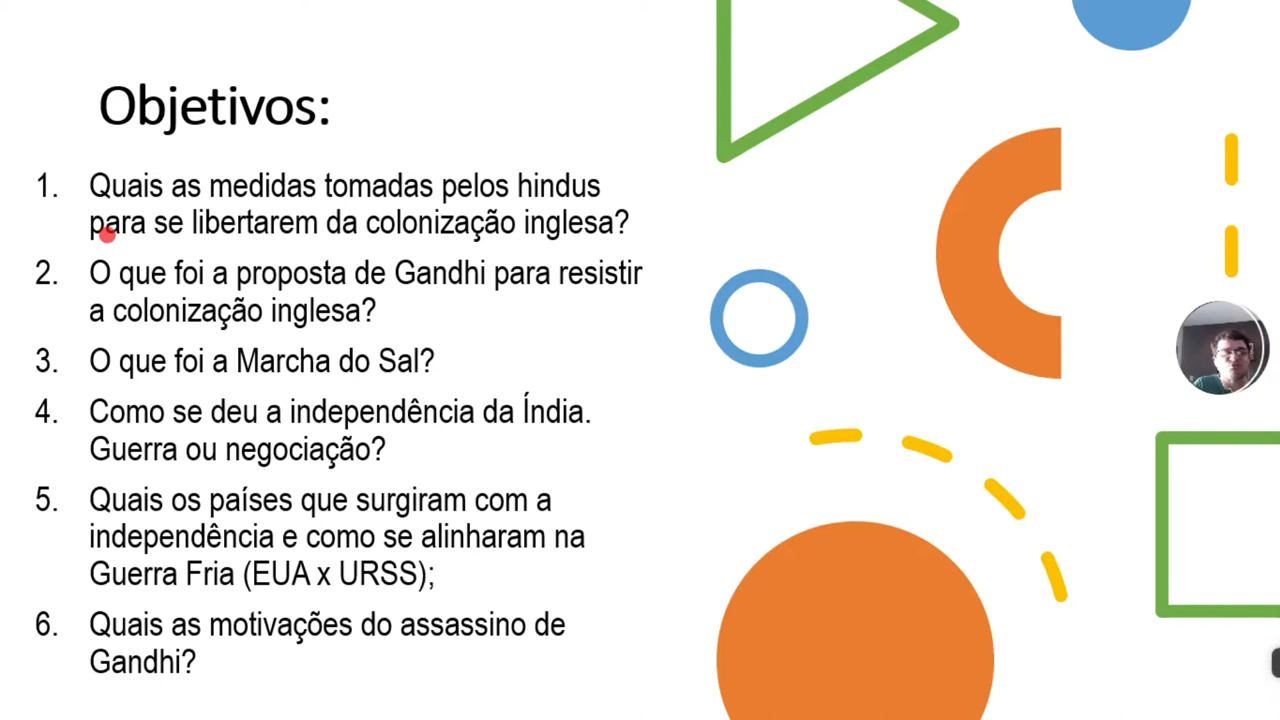 Objetivos:
1. Quais as medidas tomadas pelos hindus
para se libertarem da colonização inglesa?
2. O que foi a proposta de Gandhi para resistir
a colonização inglesa?
3. O que foi a Marcha do Sal?
4. Como se deu a independência da Índia.
Guerra ou negociação?
5. Quais os países que surgiram com a
independência e como se alinharam na
Guerra Fria (EUA x URSS);
6. Quais as motivações do assassino de
Gandhi?